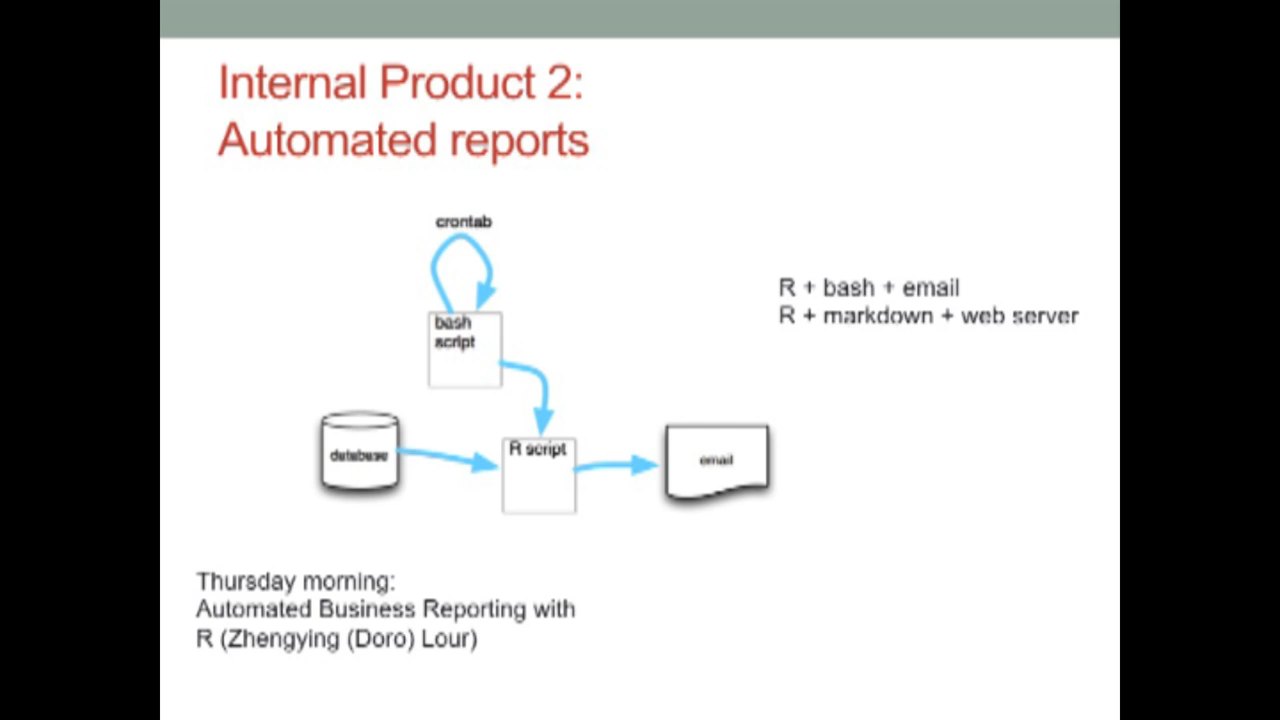 Internal Product 2:
Automated reports
crontab
bash
script
R + bash + email
R + markdown + web server
database
R script
email
Thursday morning:
Automated Business Reporting with
R (Zhengying (Doro) Lour)